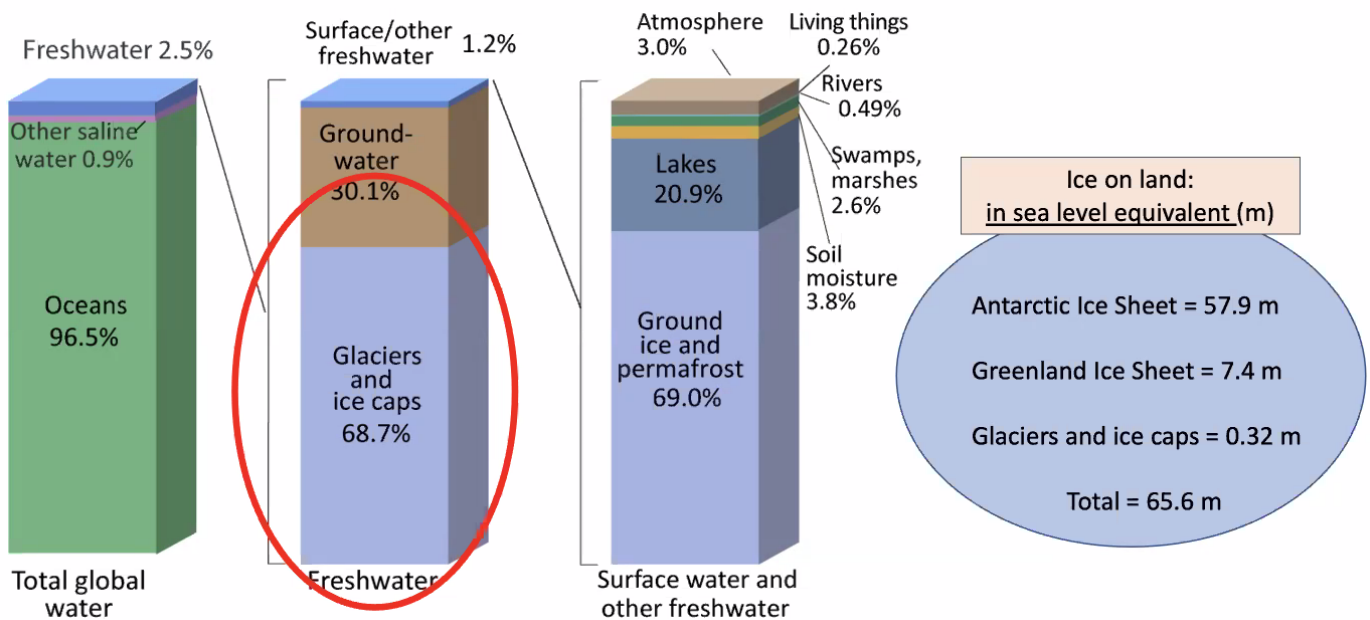 Freshwater 2.5%
Other saline
water 0.9%
Oceans
96.5%
Total global
water
Surface/other
freshwater 1.2%
Ground-
water
30.1%
Glaciers
and
ice caps
68.7%
Freshwater
Atmosphere
3.0%
Living things
0.26%
Rivers
0.49%
Swamps,
marshes
2.6%
Soil
moisture
3.8%
Lakes
20.9%
Ground
ice and
permafrost
69.0%
Surface water and
other freshwater
Ice on land:
in sea level equivalent (m)
Antarctic Ice Sheet = 57.9 m
Greenland Ice Sheet = 7.4 m
Glaciers and ice caps = 0.32 m
Total = 65.6 m